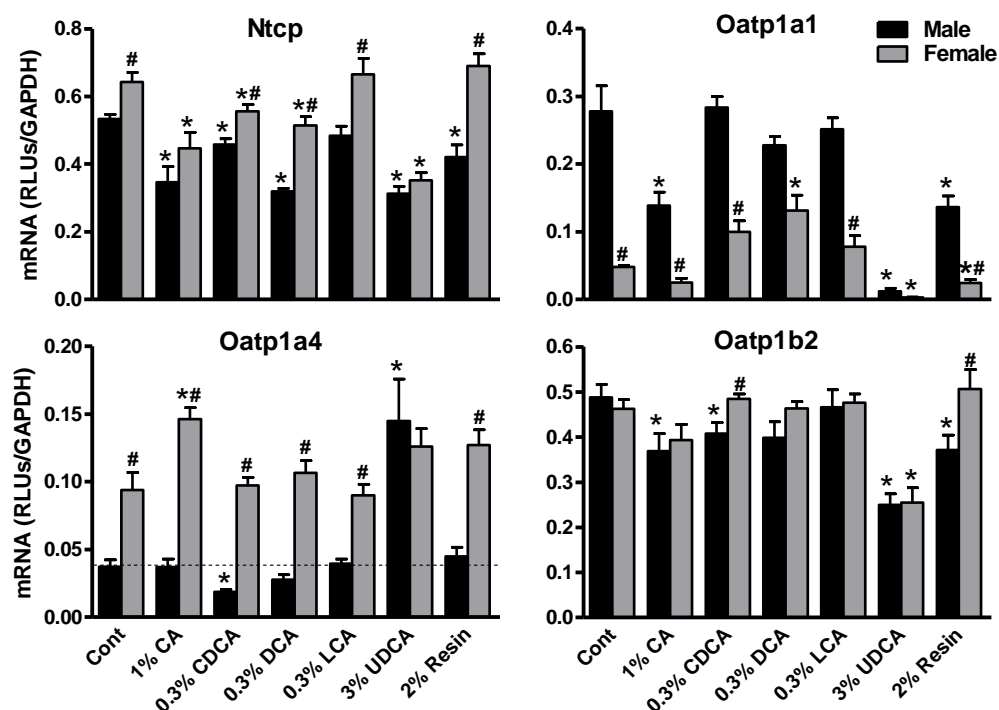 Ntcp
mRNA (RLUs/GAPDH)
0.8
0.6
0.4
0.2
0.0
#
* *
* *#
* *#
#
* *
* #
Oatp1a1
Male
Female
0.4
0.3
0.2
0.1
0.0
#
* #
#
*
#
* *
* *#
Oatp1a4
mRNA (RLUs/GAPDH)
0.20
0.15
0.10
0.05
0.00
#
*#
* #
#
#
*
#
Cont
1% CA
0.3% CDCA
0.3% DCA
0.3% LCA
3% UDCA
2% Resin
Oatp1b2
0.6
0.5
0.4
0.3
0.2
0.1
0.0
*
* #
* *
* #
Cont
1% CA
0.3% CDCA
0.3% DCA
0.3% LCA
3% UDCA
2% Resin